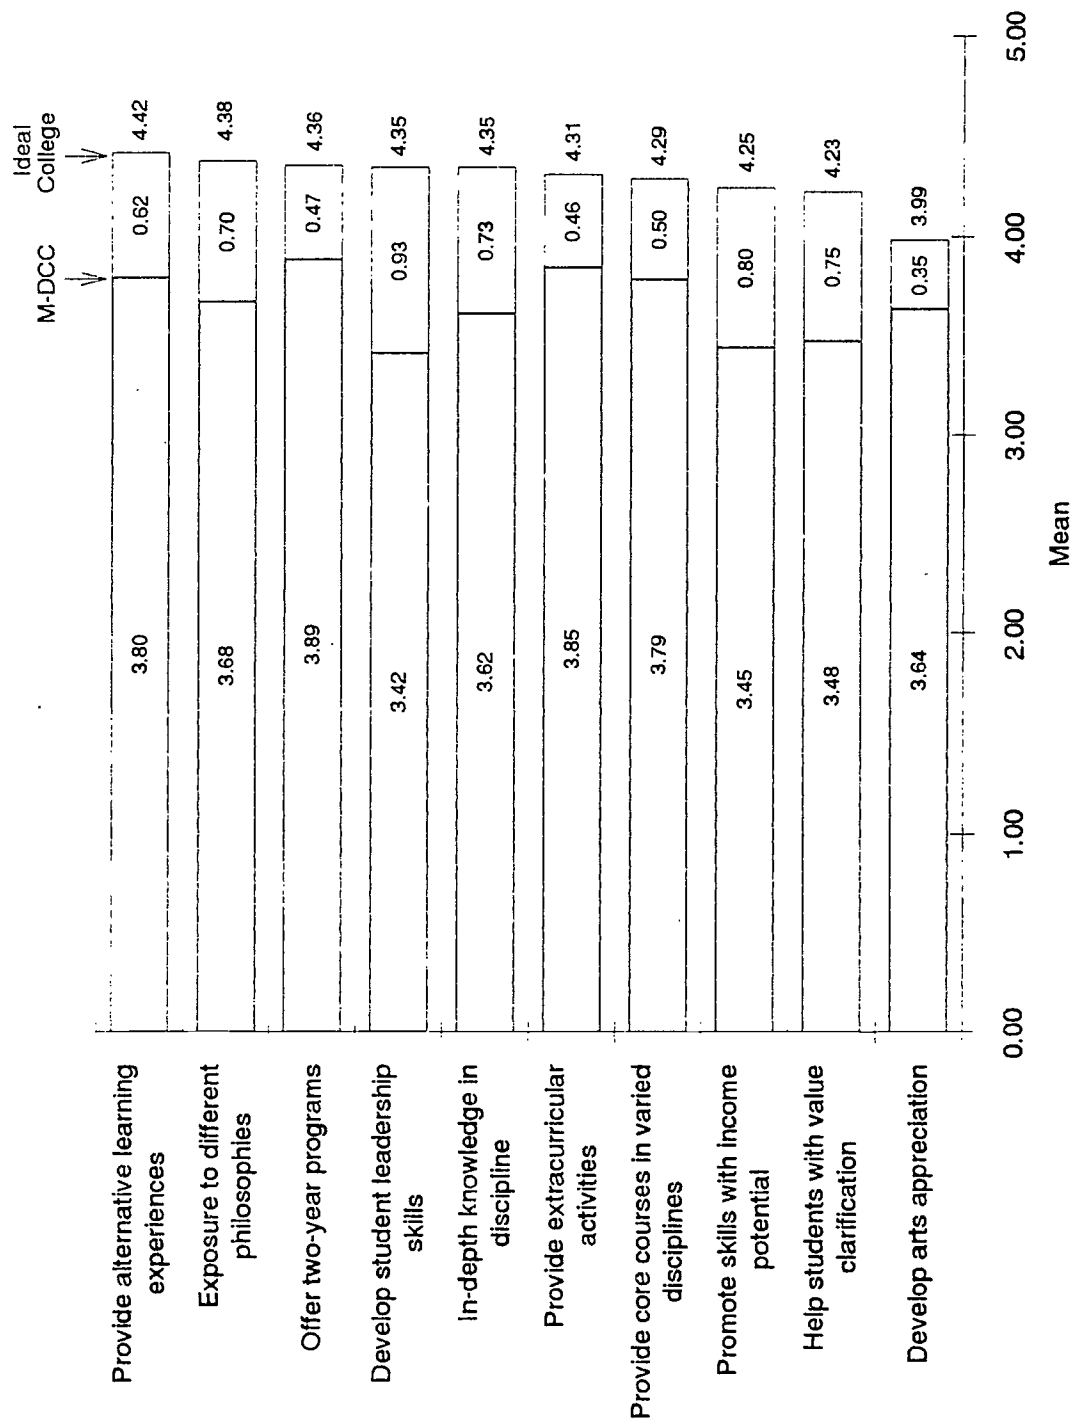 Ideal
M-DCC College
Provide alternative learning
experiences
3.80 0.62 4.42
Exposure to different
philosophies
3.68 0.70 4.38
Offer two-year programs
3.89 0.47 4.36
Develop student leadership
skills
3.42 0.93 4.35
In-depth knowledge in
discipline
3.62 0.73 4.35
Provide extracurricular
activities
3.85 0.46 4.31
Provide core courses in varied
disciplines
3.79 0.50 4.29
Promote skills with income
potential
3.45 0.80 4.25
Help students with value
clarification
3.48 0.75 4.23
Develop arts appreciation
3.64 0.35 3.99
0.00 1.00 2.00 3.00 4.00 5.00
Mean